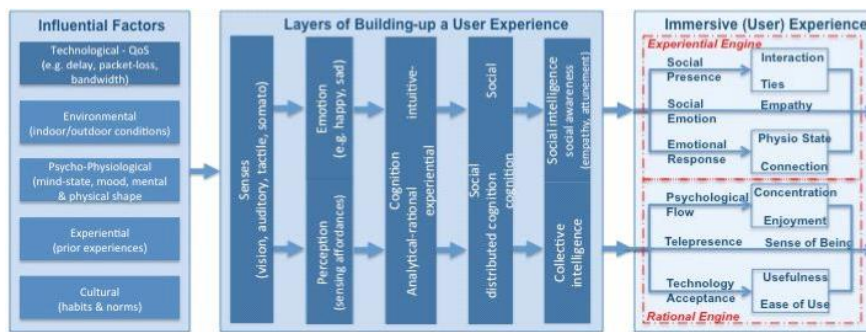 Influential Factors
Technological - QoS
(e.g. delay, packet-loss,
bandwidth)
Environmental
(indoor/outdoor conditions)
Psycho-Physiological
(mind-state, mood, mental
& physical shape)
Experiential
(prior experiences)
Cultural
(habits & norms)
Layers of Building-up a User Experience
Senses
(vision, auditory, tactile, somato)
Emotion
(e.g. happy, sad)
Perception
(sensing affordances)
Cognition
Analytical-rational intuitive-
experiential
Social
distributed cognition Social
cognition
Social intelligence
social awareness
(empathy, attunement)
Collective
intelligence
Immersive (User) Experience
Experiential Engine
Social
Presence
Interaction
Ties
Social
Emotion
Empathy
Emotional
Response
Physio State
Connection
Psychological
Flow
Concentration
Enjoyment
Telepresence
Sense of Being
Technology
Acceptance
Usefulness
Ease of Use
Rational Engine